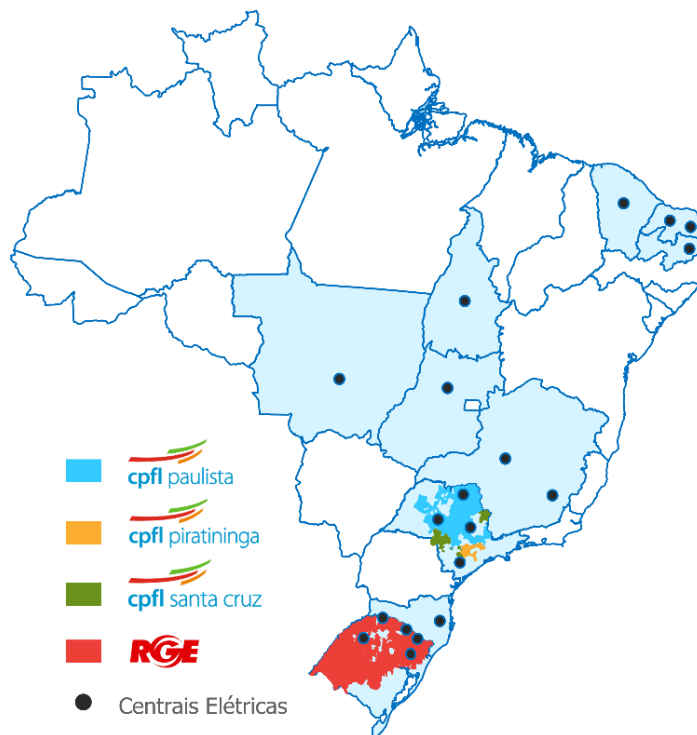 cpfl paulista
cpfl piratininga
cpfl santa cruz
RGE
Centrais Elétricas